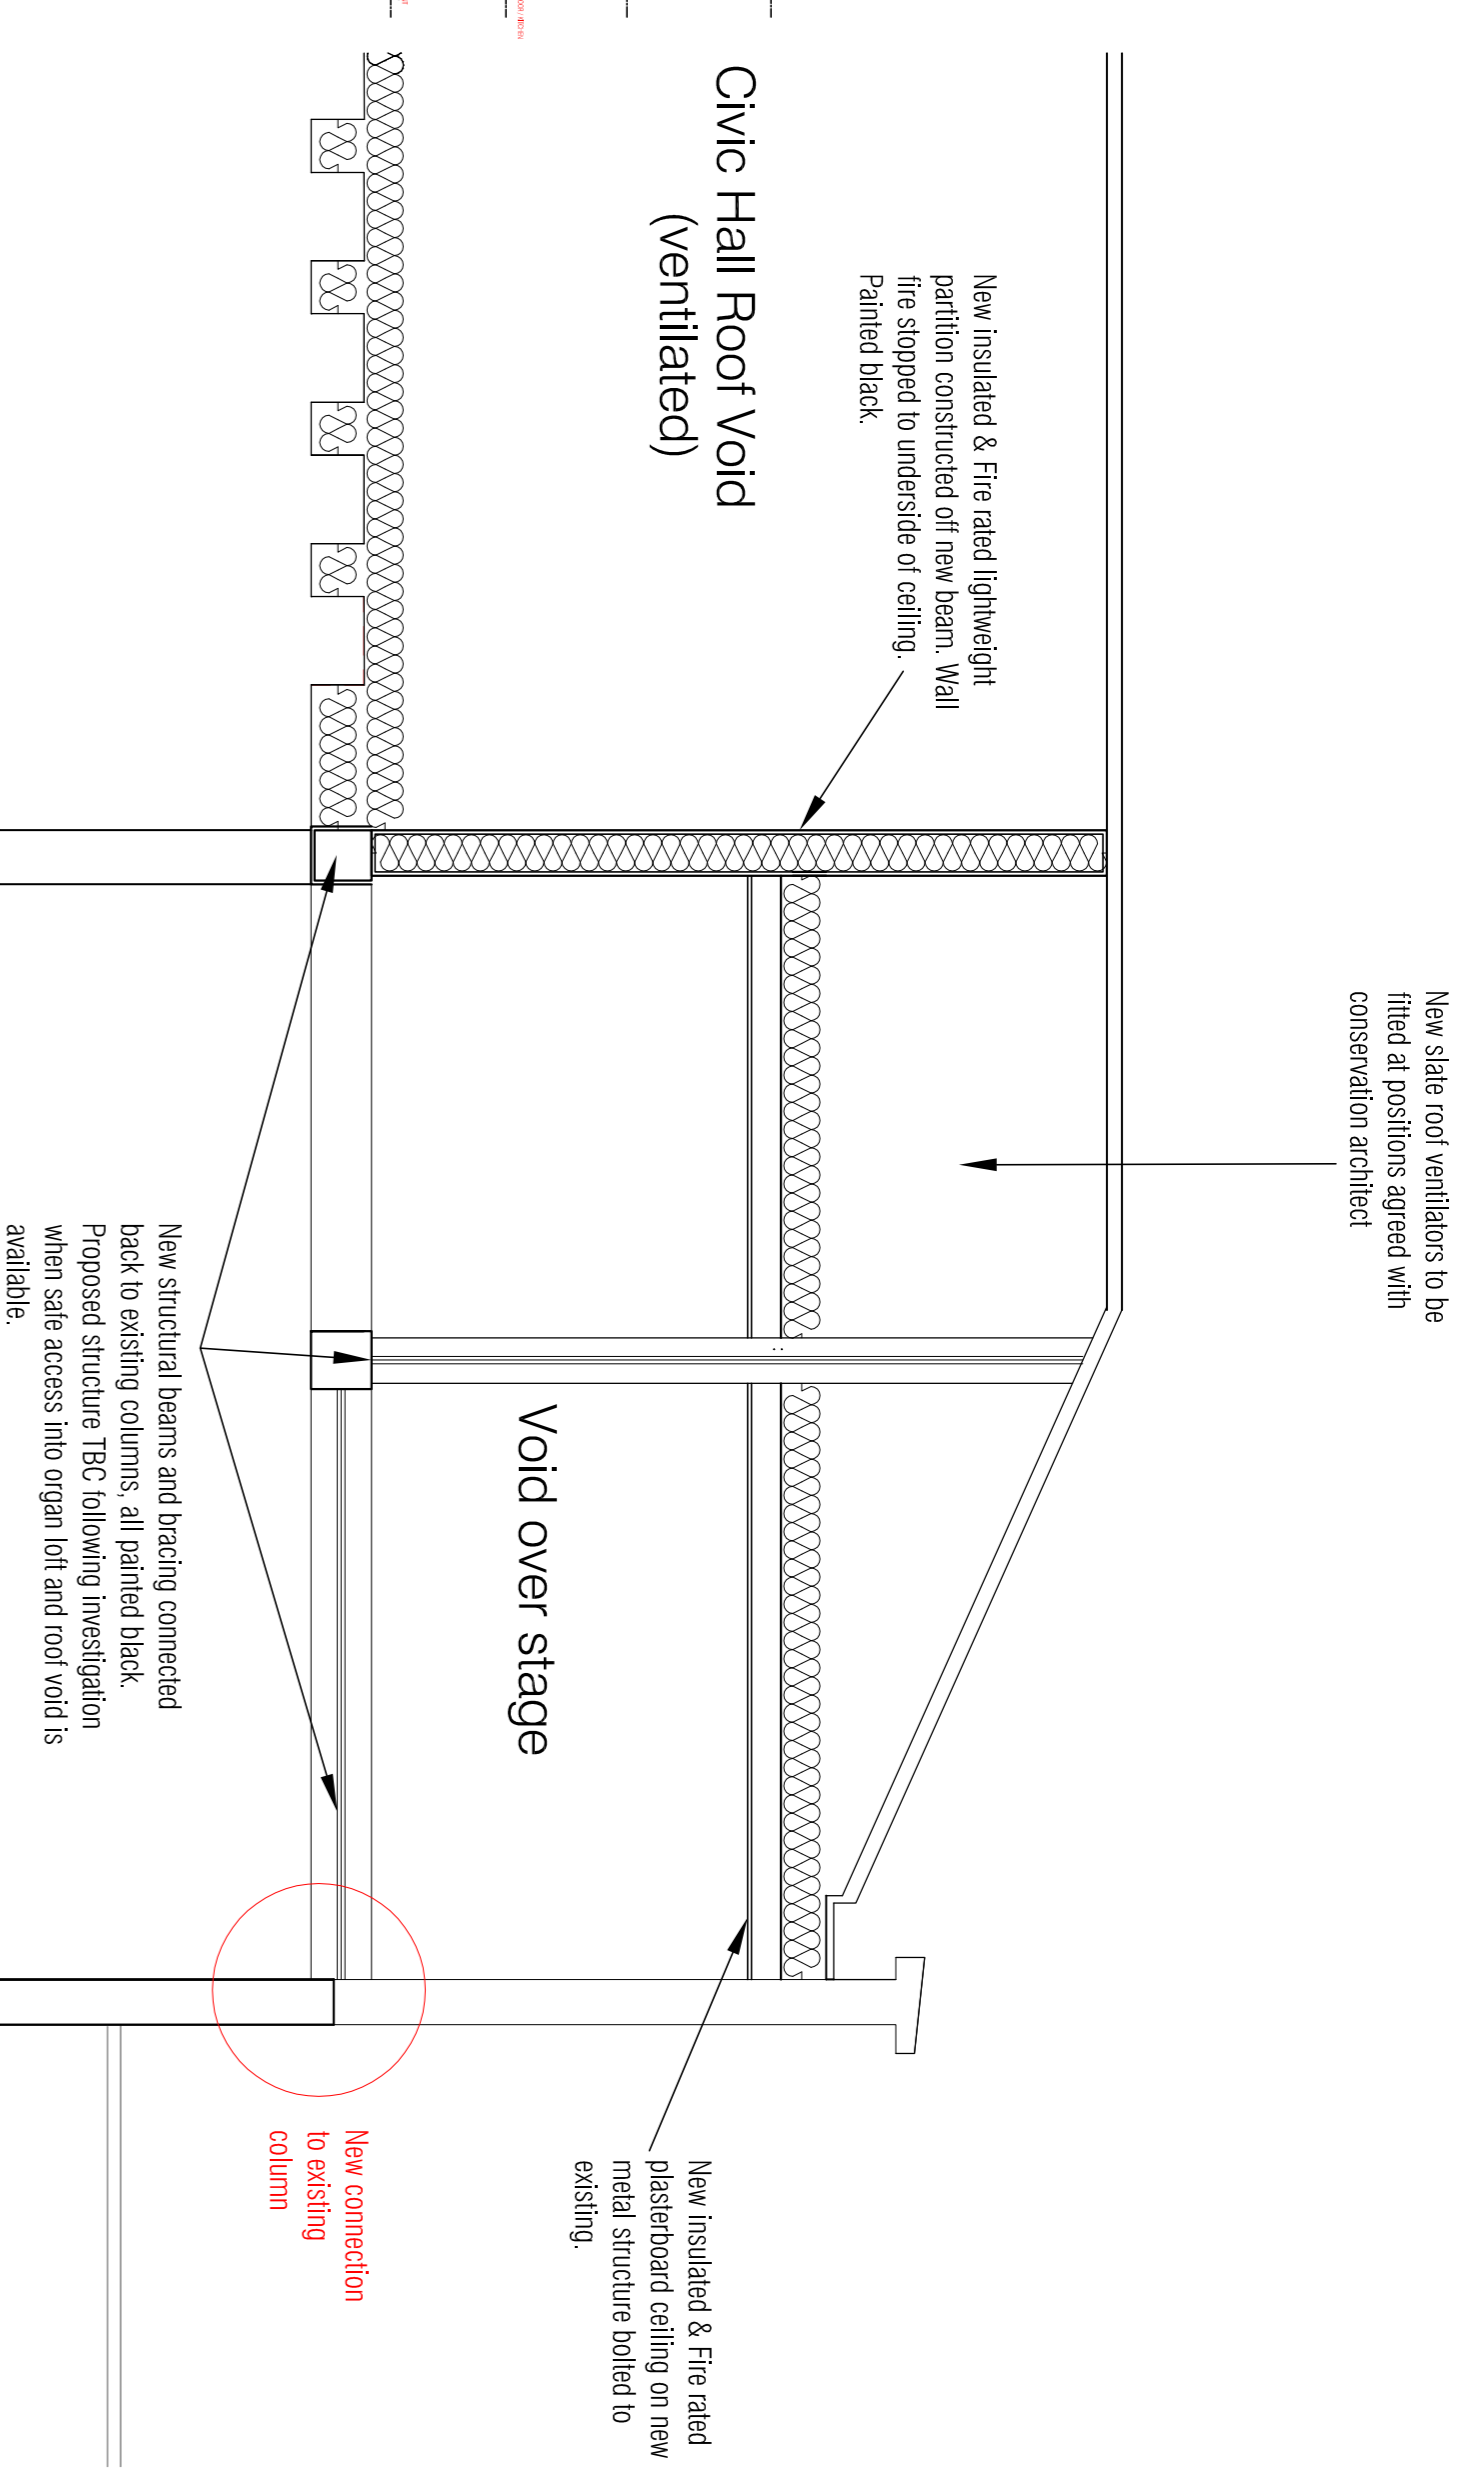 New slate roof ventilators to be
fitted at positions agreed with
conservation architect
New insulated & Fire rated lightweight
partition constructed off new beam. Wall
fire stopped to underside of ceiling.
Painted black.
Civic Hall Roof Void
(ventilated)
Void over stage
New insulated & Fire rated
plasterboard ceiling on new
metal structure bolted to
existing.
New connection
to existing
column
New structural beams and bracing connected
back to existing columns, all painted black.
Proposed structure TBC following investigation
when safe access into organ loft and roof void is
available.